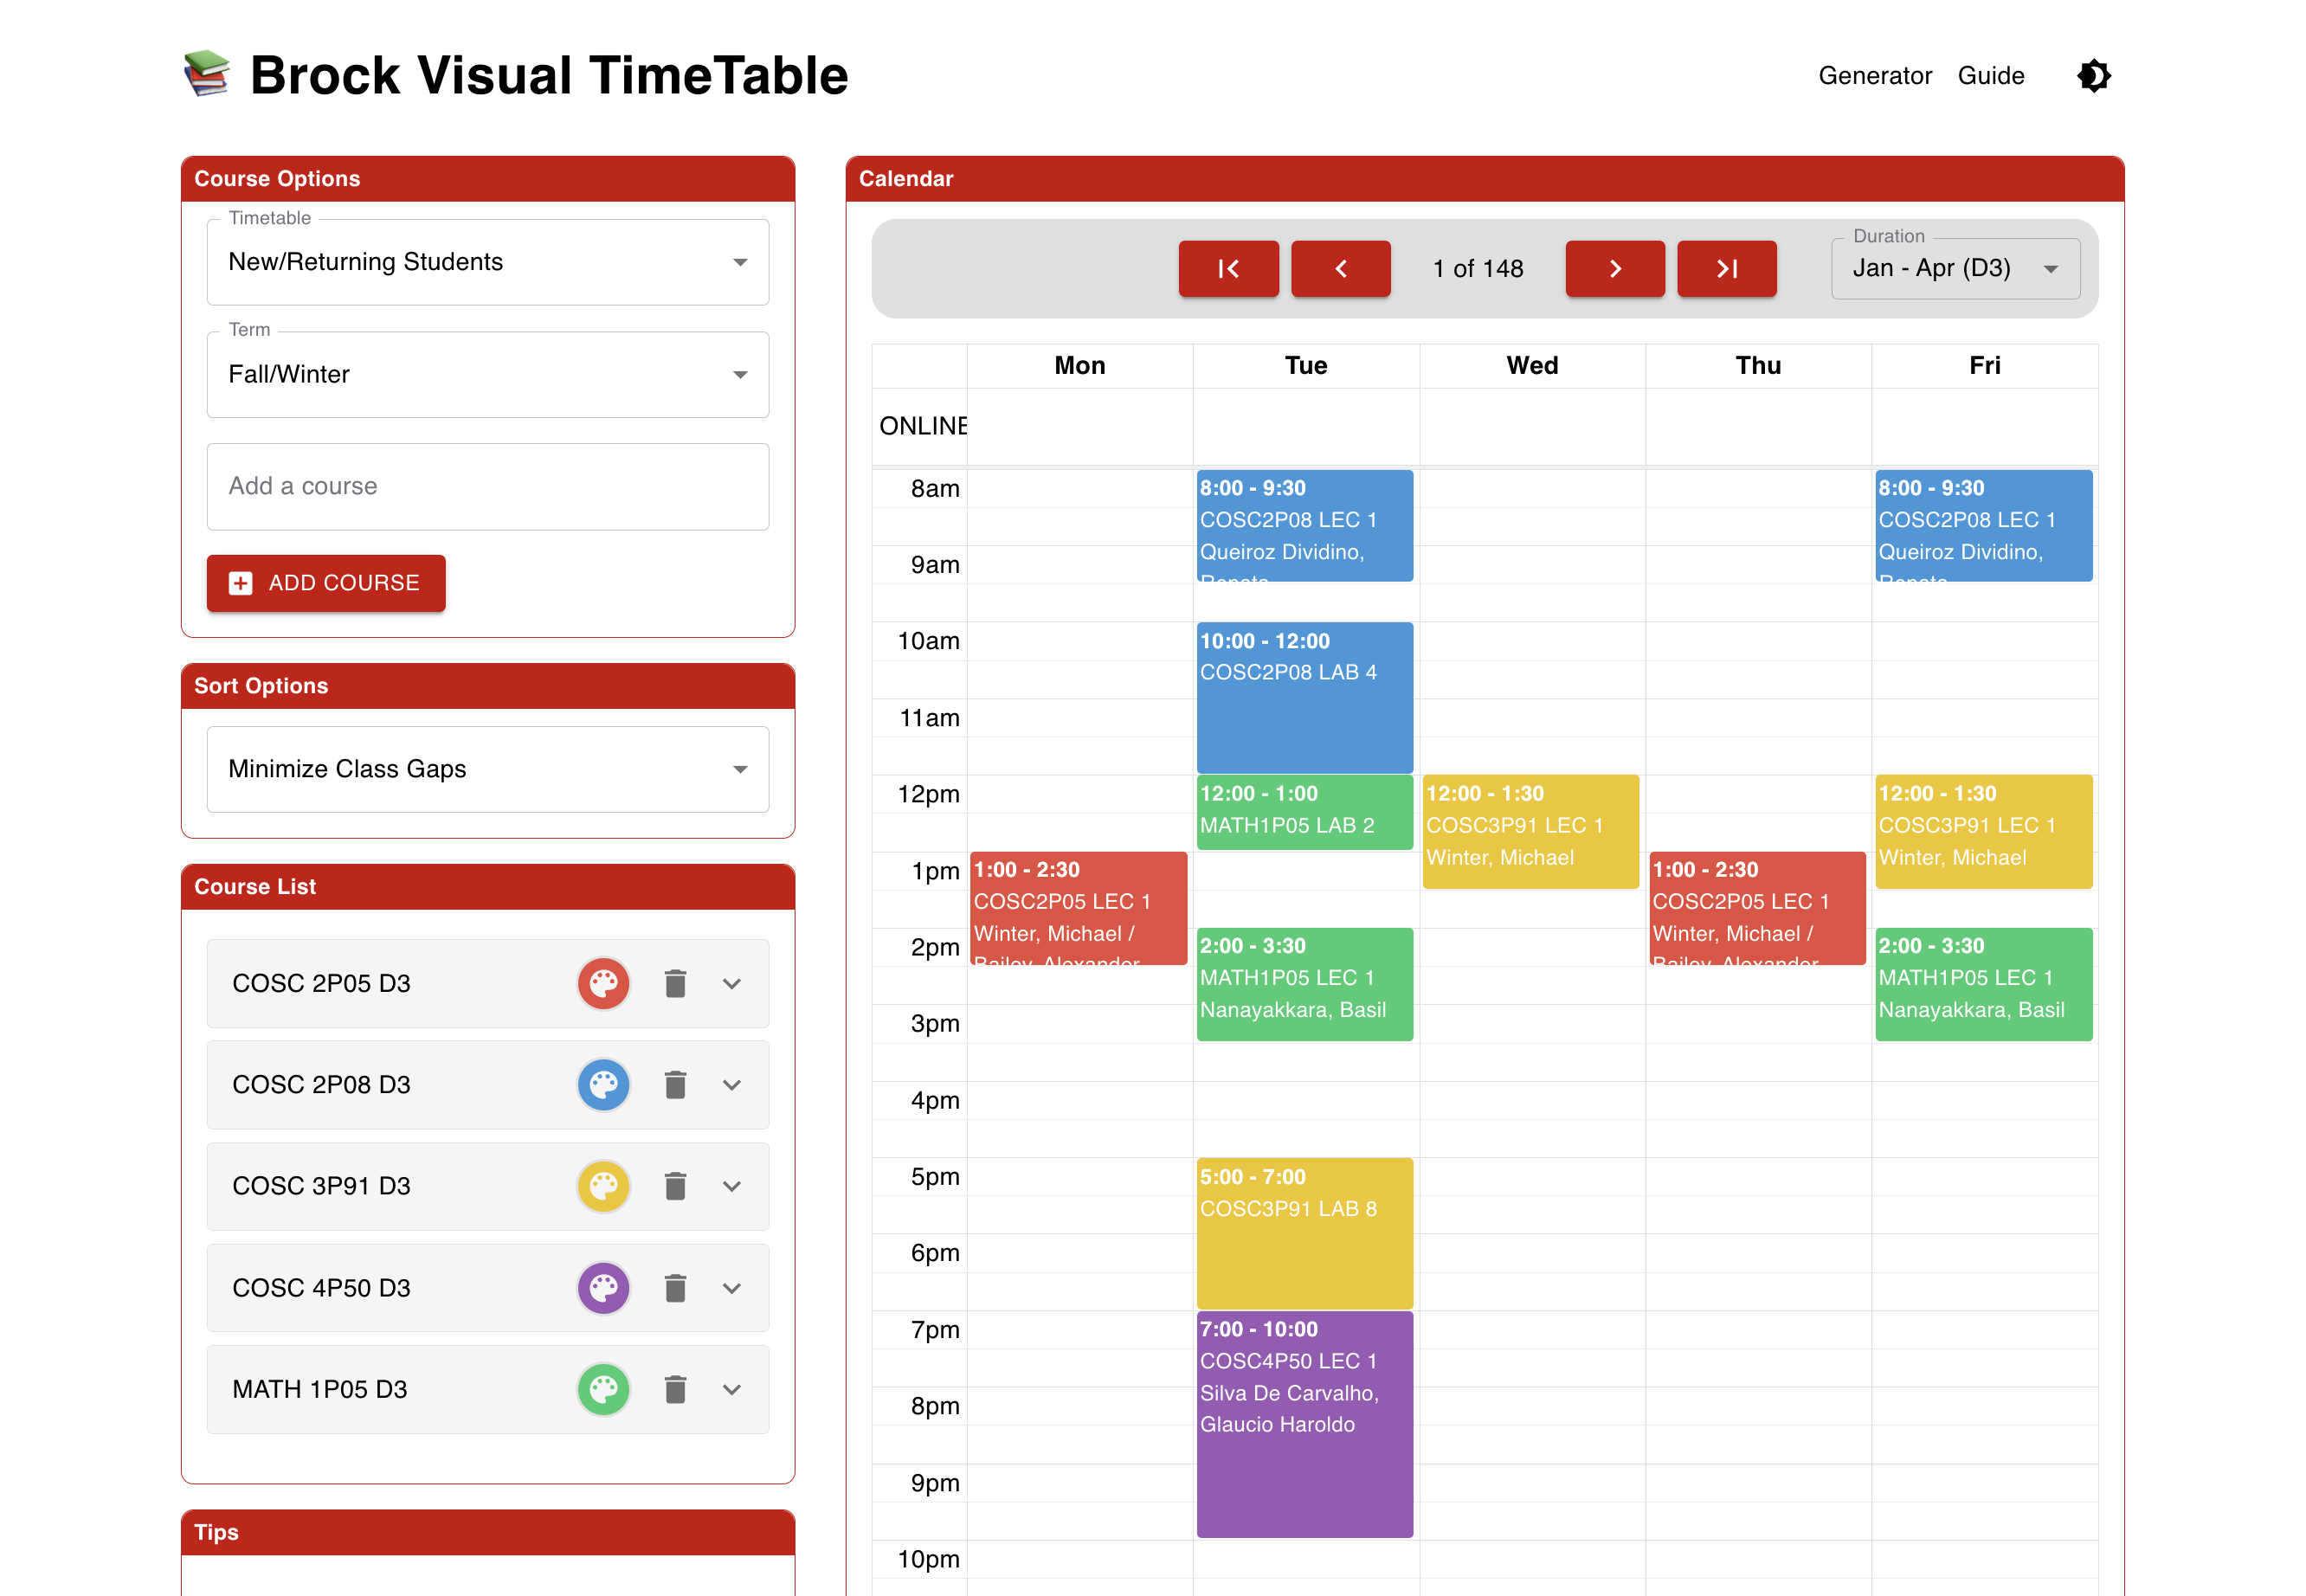 Brock Visual TimeTable
Generator
Guide
Course Options
Timetable
New/Returning Students
Term
Fall/Winter
Add a course
ADD COURSE
Sort Options
Minimize Class Gaps
Course List
COSC 2P05 D3
COSC 2P08 D3
COSC 3P91 D3
COSC 4P50 D3
MATH 1P05 D3
Tips
Calendar
1 of 148
Duration
Jan - Apr (D3)
Mon
Tue
Wed
Thu
Fri
ONLINE
8am
9am
10am
11am
12pm
1pm
2pm
3pm
4pm
5pm
6pm
7pm
8pm
9pm
10pm
1:00 - 2:30
COSC2P05 LEC 1
Winter, Michael /
Bailey, Alexander
8:00 - 9:30
COSC2P08 LEC 1
Queiroz Dividino,
Renata
10:00 - 12:00
COSC2P08 LAB 4
12:00 - 1:00
MATH1P05 LAB 2
2:00 - 3:30
MATH1P05 LEC 1
Nanayakkara, Basil
5:00 - 7:00
COSC3P91 LAB 8
7:00 - 10:00
COSC4P50 LEC 1
Silva De Carvalho,
Glaucio Haroldo
12:00 - 1:30
COSC3P91 LEC 1
Winter, Michael
1:00 - 2:30
COSC2P05 LEC 1
Winter, Michael /
Bailey, Alexander
8:00 - 9:30
COSC2P08 LEC 1
Queiroz Dividino,
Renata
12:00 - 1:30
COSC3P91 LEC 1
Winter, Michael
2:00 - 3:30
MATH1P05 LEC 1
Nanayakkara, Basil